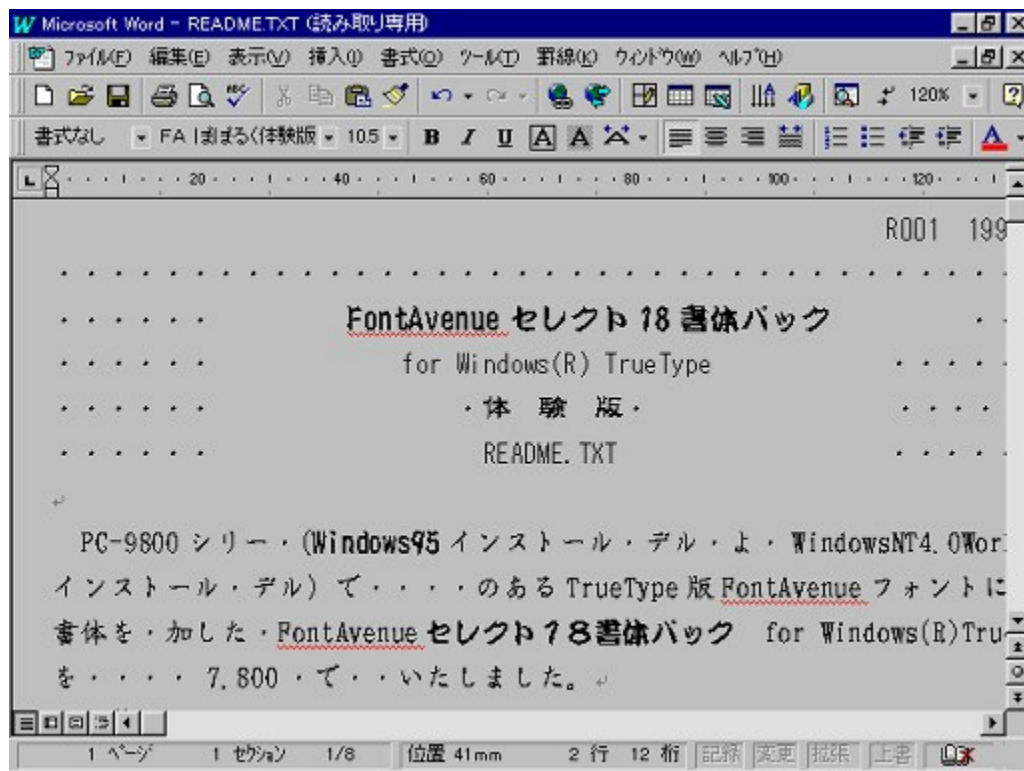 Microsoft Word - README.TXT (読み取り専用)
ファイル(F) 編集(E) 表示(V) 挿入(I) 書式(O) ツール(T) 罫線(K) ウィンドウ(W) ヘルプ(H)
120%
書式なし FA ぽぱるく体験版 10.5 B I U A A A
20 40 60 80 100 120
R001 199
FontAvenue セレクト 18 書体パック
for Windows(R) TrueType
・体 験 版・
README.TXT
PC-9800 シリー・(Windows95 インストール・デル・よ・WindowsNT4.0Wor
インストール・デル) で・・・・のある TrueType 版 FontAvenue フォントに
書体を・加した・FontAvenue セレクト18書体パック for Windows(R)Tru
を・・・・ 7,800 ・で・・いたしました。
1 ページ 1 セクション 1/8 位置 41mm 2 行 12 桁 記録 変更 拡張 上書